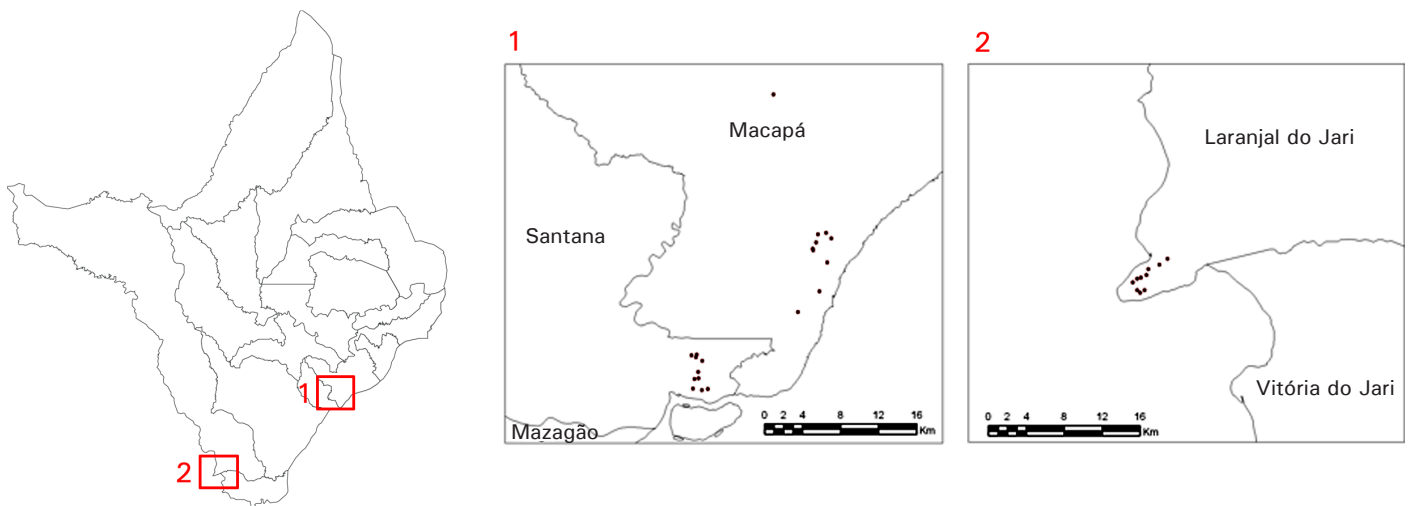 1
2
1
Macapá
Santana
Mazagão
0 2 4 8 12 16
Km
2
Laranjal do Jari
Vitória do Jari
0 2 4 8 12 16
Km